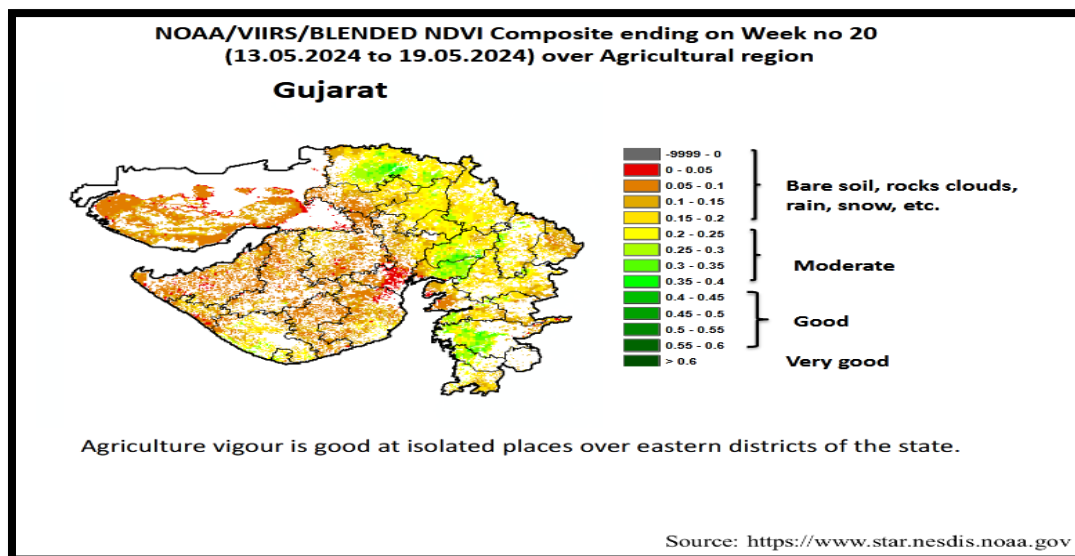 NOAA/VIIRS/BLENDED NDVI Composite ending on Week no 20
(13.05.2024 to 19.05.2024) over Agricultural region
Gujarat
-9999 - 0
0 - 0.05
0.05 - 0.1
0.1 - 0.15
0.15 - 0.2
0.2 - 0.25
0.25 - 0.3
0.3 - 0.35
0.35 - 0.4
0.4 - 0.45
0.45 - 0.5
0.5 - 0.55
0.55 - 0.6
> 0.6
Bare soil, rocks clouds,
rain, snow, etc.
Moderate
Good
Very good
Agriculture vigour is good at isolated places over eastern districts of the state.
Source: https://www.star.nesdis.noaa.gov